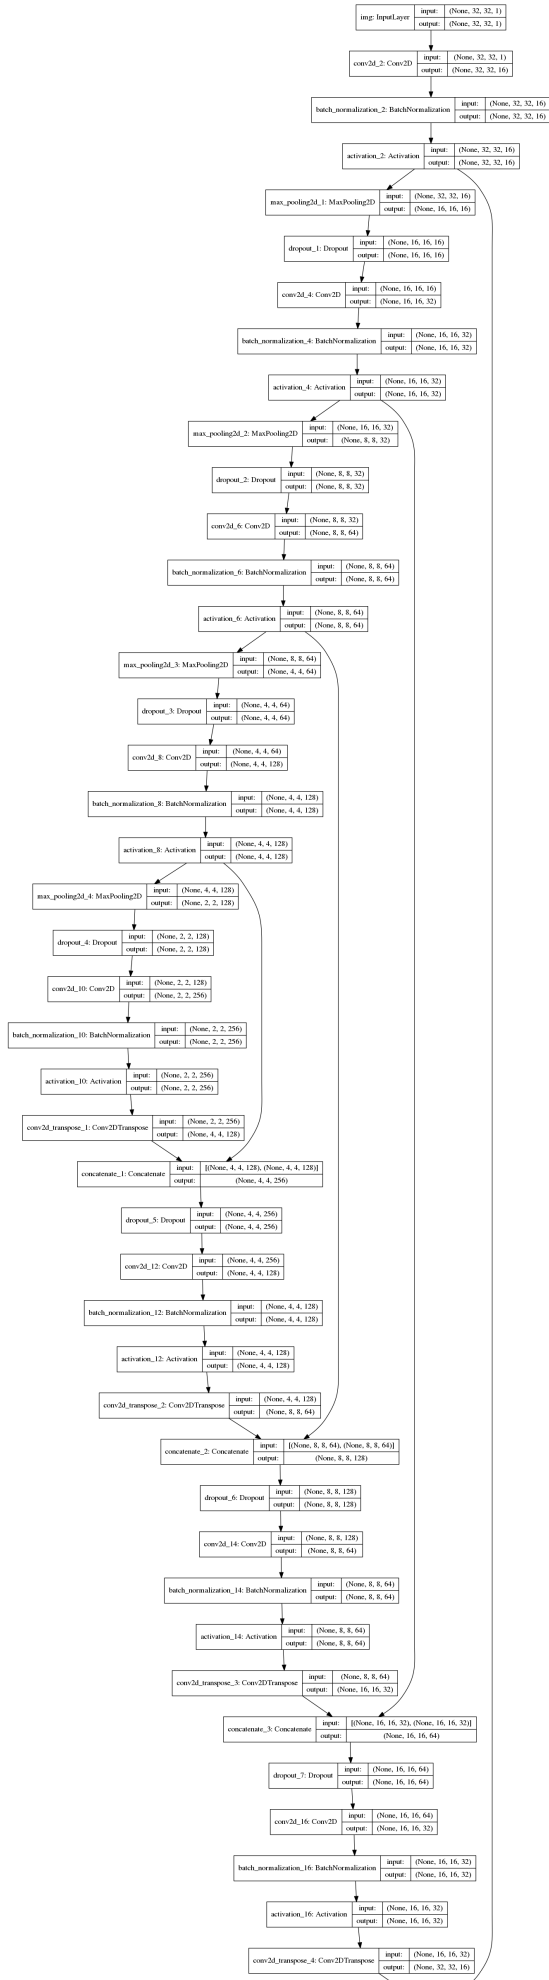 img: InputLayer input: (None, 32, 32, 1)
output: (None, 32, 32, 1)
conv2d_2: Conv2D input: (None, 32, 32, 1)
output: (None, 32, 32, 16)
batch_normalization_2: BatchNormalization input: (None, 32, 32, 16)
output: (None, 32, 32, 16)
activation_2: Activation input: (None, 32, 32, 16)
output: (None, 32, 32, 16)
max_pooling2d_1: MaxPooling2D input: (None, 32, 32, 16)
output: (None, 16, 16, 16)
dropout_1: Dropout input: (None, 16, 16, 16)
output: (None, 16, 16, 16)
conv2d_4: Conv2D input: (None, 16, 16, 16)
output: (None, 16, 16, 32)
batch_normalization_4: BatchNormalization input: (None, 16, 16, 32)
output: (None, 16, 16, 32)
activation_4: Activation input: (None, 16, 16, 32)
output: (None, 16, 16, 32)
max_pooling2d_2: MaxPooling2D input: (None, 16, 16, 32)
output: (None, 8, 8, 32)
dropout_2: Dropout input: (None, 8, 8, 32)
output: (None, 8, 8, 32)
conv2d_6: Conv2D input: (None, 8, 8, 32)
output: (None, 8, 8, 64)
batch_normalization_6: BatchNormalization input: (None, 8, 8, 64)
output: (None, 8, 8, 64)
activation_6: Activation input: (None, 8, 8, 64)
output: (None, 8, 8, 64)
max_pooling2d_3: MaxPooling2D input: (None, 8, 8, 64)
output: (None, 4, 4, 64)
dropout_3: Dropout input: (None, 4, 4, 64)
output: (None, 4, 4, 64)
conv2d_8: Conv2D input: (None, 4, 4, 64)
output: (None, 4, 4, 128)
batch_normalization_8: BatchNormalization input: (None, 4, 4, 128)
output: (None, 4, 4, 128)
activation_8: Activation input: (None, 4, 4, 128)
output: (None, 4, 4, 128)
max_pooling2d_4: MaxPooling2D input: (None, 4, 4, 128)
output: (None, 2, 2, 128)
dropout_4: Dropout input: (None, 2, 2, 128)
output: (None, 2, 2, 128)
conv2d_10: Conv2D input: (None, 2, 2, 128)
output: (None, 2, 2, 256)
batch_normalization_10: BatchNormalization input: (None, 2, 2, 256)
output: (None, 2, 2, 256)
activation_10: Activation input: (None, 2, 2, 256)
output: (None, 2, 2, 256)
conv2d_transpose_1: Conv2DTranspose input: (None, 2, 2, 256)
output: (None, 4, 4, 128)
concatenate_1: Concatenate input: [(None, 4, 4, 128), (None, 4, 4, 128)]
output: (None, 4, 4, 256)
dropout_5: Dropout input: (None, 4, 4, 256)
output: (None, 4, 4, 256)
conv2d_12: Conv2D input: (None, 4, 4, 256)
output: (None, 4, 4, 128)
batch_normalization_12: BatchNormalization input: (None, 4, 4, 128)
output: (None, 4, 4, 128)
activation_12: Activation input: (None, 4, 4, 128)
output: (None, 4, 4, 128)
conv2d_transpose_2: Conv2DTranspose input: (None, 4, 4, 128)
output: (None, 8, 8, 64)
concatenate_2: Concatenate input: [(None, 8, 8, 64), (None, 8, 8, 64)]
output: (None, 8, 8, 128)
dropout_6: Dropout input: (None, 8, 8, 128)
output: (None, 8, 8, 128)
conv2d_14: Conv2D input: (None, 8, 8, 128)
output: (None, 8, 8, 64)
batch_normalization_14: BatchNormalization input: (None, 8, 8, 64)
output: (None, 8, 8, 64)
activation_14: Activation input: (None, 8, 8, 64)
output: (None, 8, 8, 64)
conv2d_transpose_3: Conv2DTranspose input: (None, 8, 8, 64)
output: (None, 16, 16, 32)
concatenate_3: Concatenate input: [(None, 16, 16, 32), (None, 16, 16, 32)]
output: (None, 16, 16, 64)
dropout_7: Dropout input: (None, 16, 16, 64)
output: (None, 16, 16, 64)
conv2d_16: Conv2D input: (None, 16, 16, 64)
output: (None, 16, 16, 32)
batch_normalization_16: BatchNormalization input: (None, 16, 16, 32)
output: (None, 16, 16, 32)
activation_16: Activation input: (None, 16, 16, 32)
output: (None, 16, 16, 32)
conv2d_transpose_4: Conv2DTranspose input: (None, 16, 16, 32)
output: (None, 32, 32, 16)